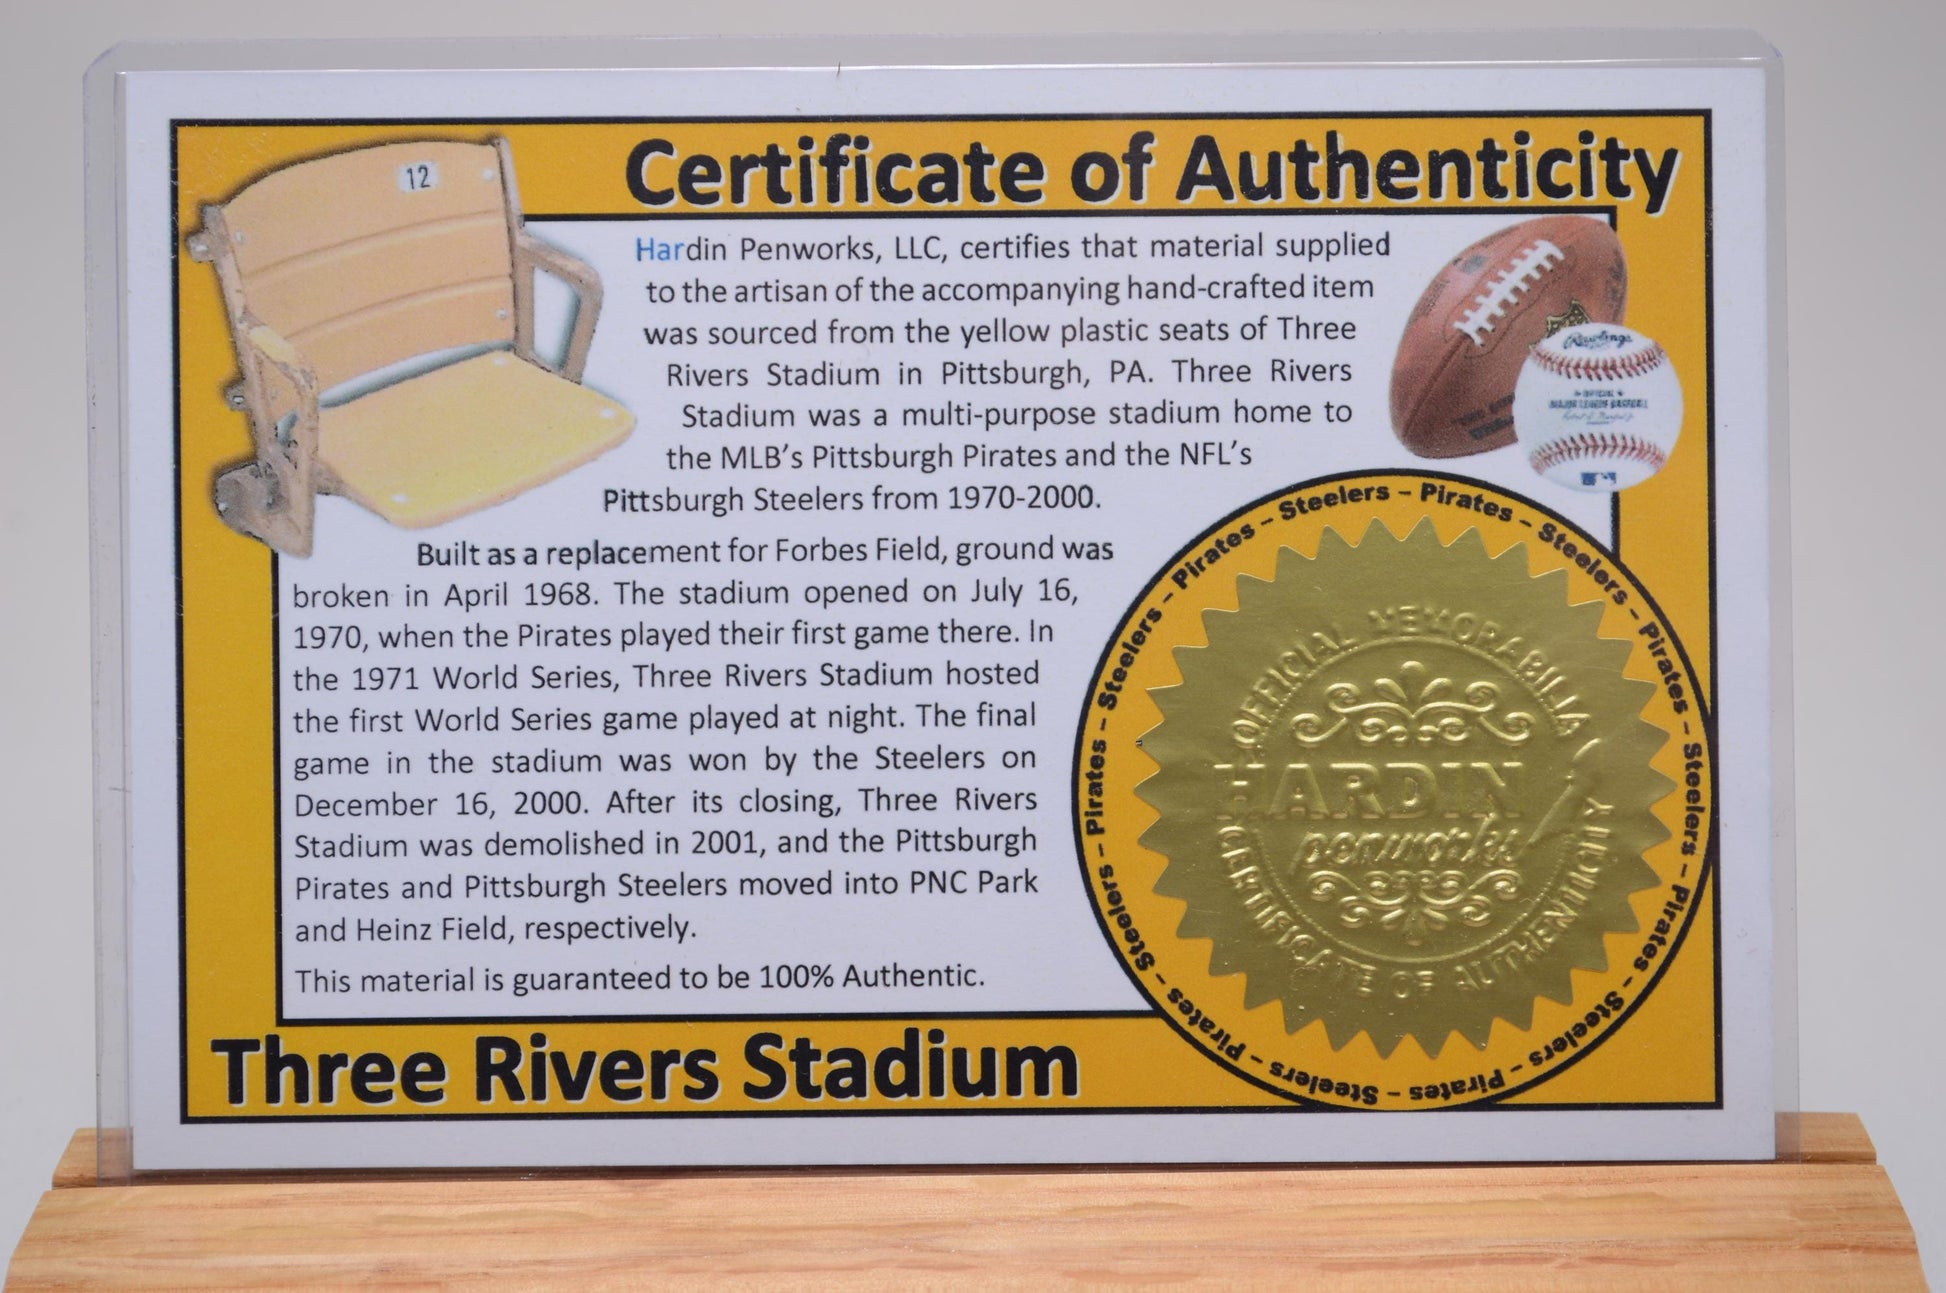 Certificate of Authenticity
12
Hardin Penworks, LLC, certifies that material supplied
to the artisan of the accompanying hand-crafted item
was sourced from the yellow plastic seats of Three
Rivers Stadium in Pittsburgh, PA. Three Rivers
Stadium was a multi-purpose stadium home to
the MLB's Pittsburgh Pirates and the NFL's
Pittsburgh Steelers from 1970-2000.
Rawlings
OFFICIAL
MAJOR LEAGUE BASEBALL
Built as a replacement for Forbes Field, ground was
broken in April 1968. The stadium opened on July 16,
1970, when the Pirates played their first game there. In
the 1971 World Series, Three Rivers Stadium hosted
the first World Series game played at night. The final
game in the stadium was won by the Steelers on
December 16, 2000. After its closing, Three Rivers
Stadium was demolished in 2001, and the Pittsburgh
Pirates and Pittsburgh Steelers moved into PNC Park
and Heinz Field, respectively.
This material is guaranteed to be 100% Authentic.
Steelers – Pirates – Steelers – Pirates – Steelers – Pirates – Steelers – Pirates – Steelers – Pirates – Steelers – Pirates – Steelers – Pirates – Steelers – Pirates –
OFFICIAL MEMORABILIA
HARDIN
penworks
CERTIFICATE OF AUTHENTICITY
Three Rivers Stadium